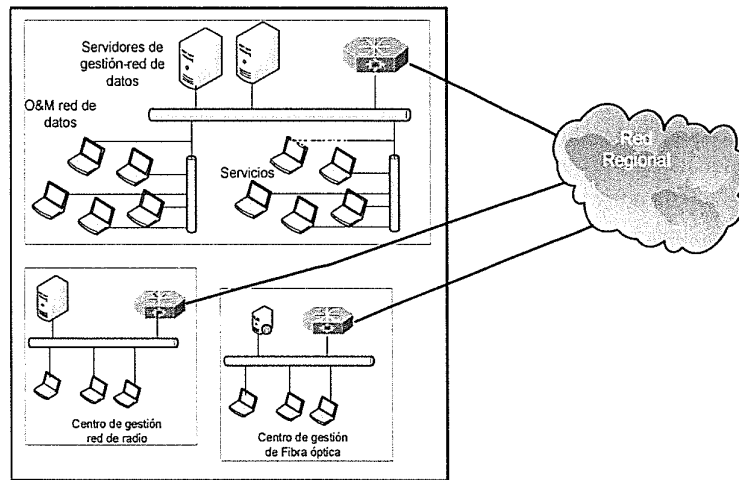 Servidores de
gestión-red de
datos
O&M red de
datos
Servicios
Red
Regional
Centro de gestión
red de radio
Centro de gestión
de Fibra óptica